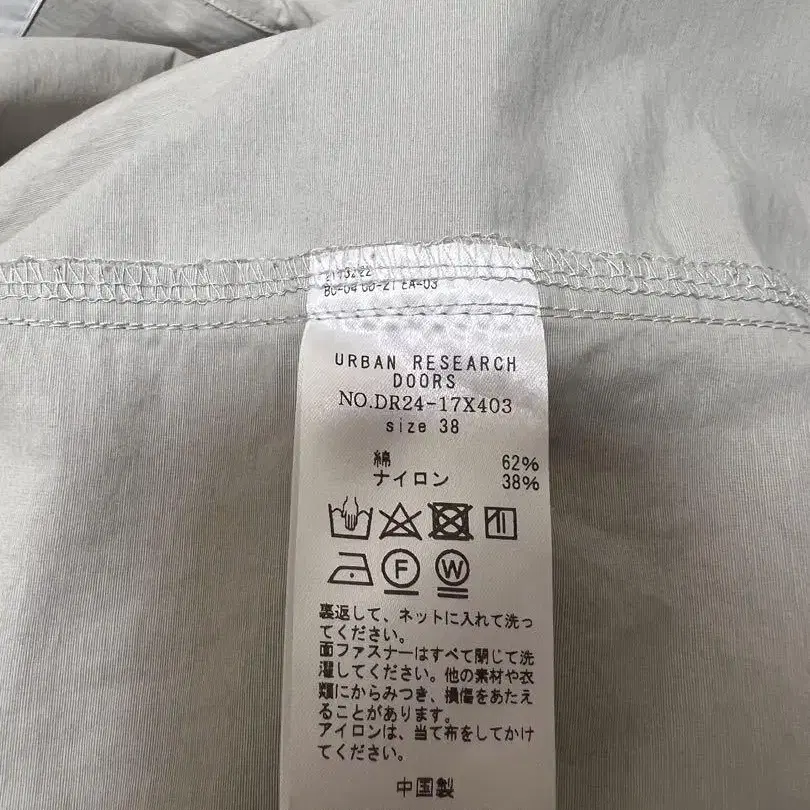 URBAN RESEARCH
DOORS
NO.DR24-17X403
size 38
綿 62%
ナイロン 38%
F W
裏返して、ネットに入れて洗っ
てください。
面ファスナーはすべて閉じて洗
濯してください。他の素材や衣
類にからみつき、損傷をあたえ
ることがあります。
アイロンは、当て布をしてかけ
てください。
中国製